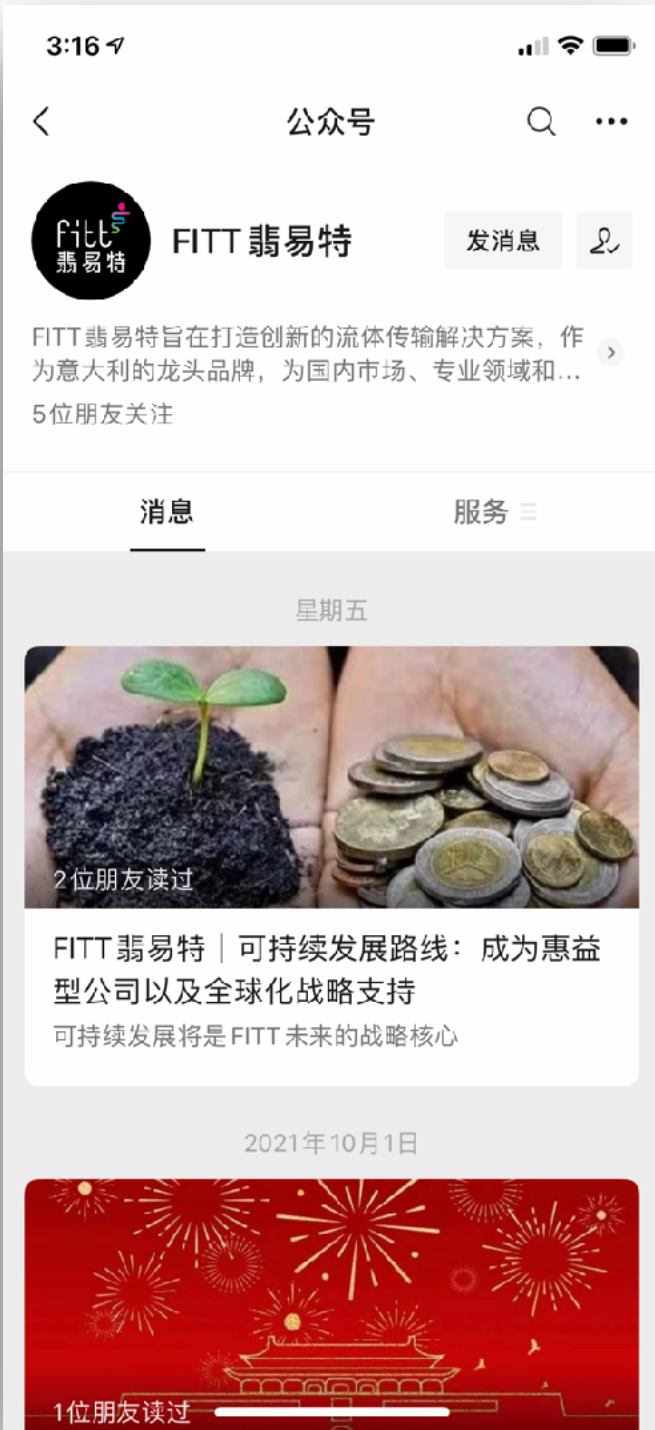 3:16
公众号
fitt
翡易特
FITT 翡易特
发消息
FITT翡易特旨在打造创新的流体传输解决方案，作
为意大利的龙头品牌，为国内市场、专业领域和...
5位朋友关注
消息
服务
星期五
2位朋友读过
FITT翡易特｜可持续发展路线：成为惠益
型公司以及全球化战略支持
可持续发展将是FITT 未来的战略核心
2021年10月1日
1位朋友读过